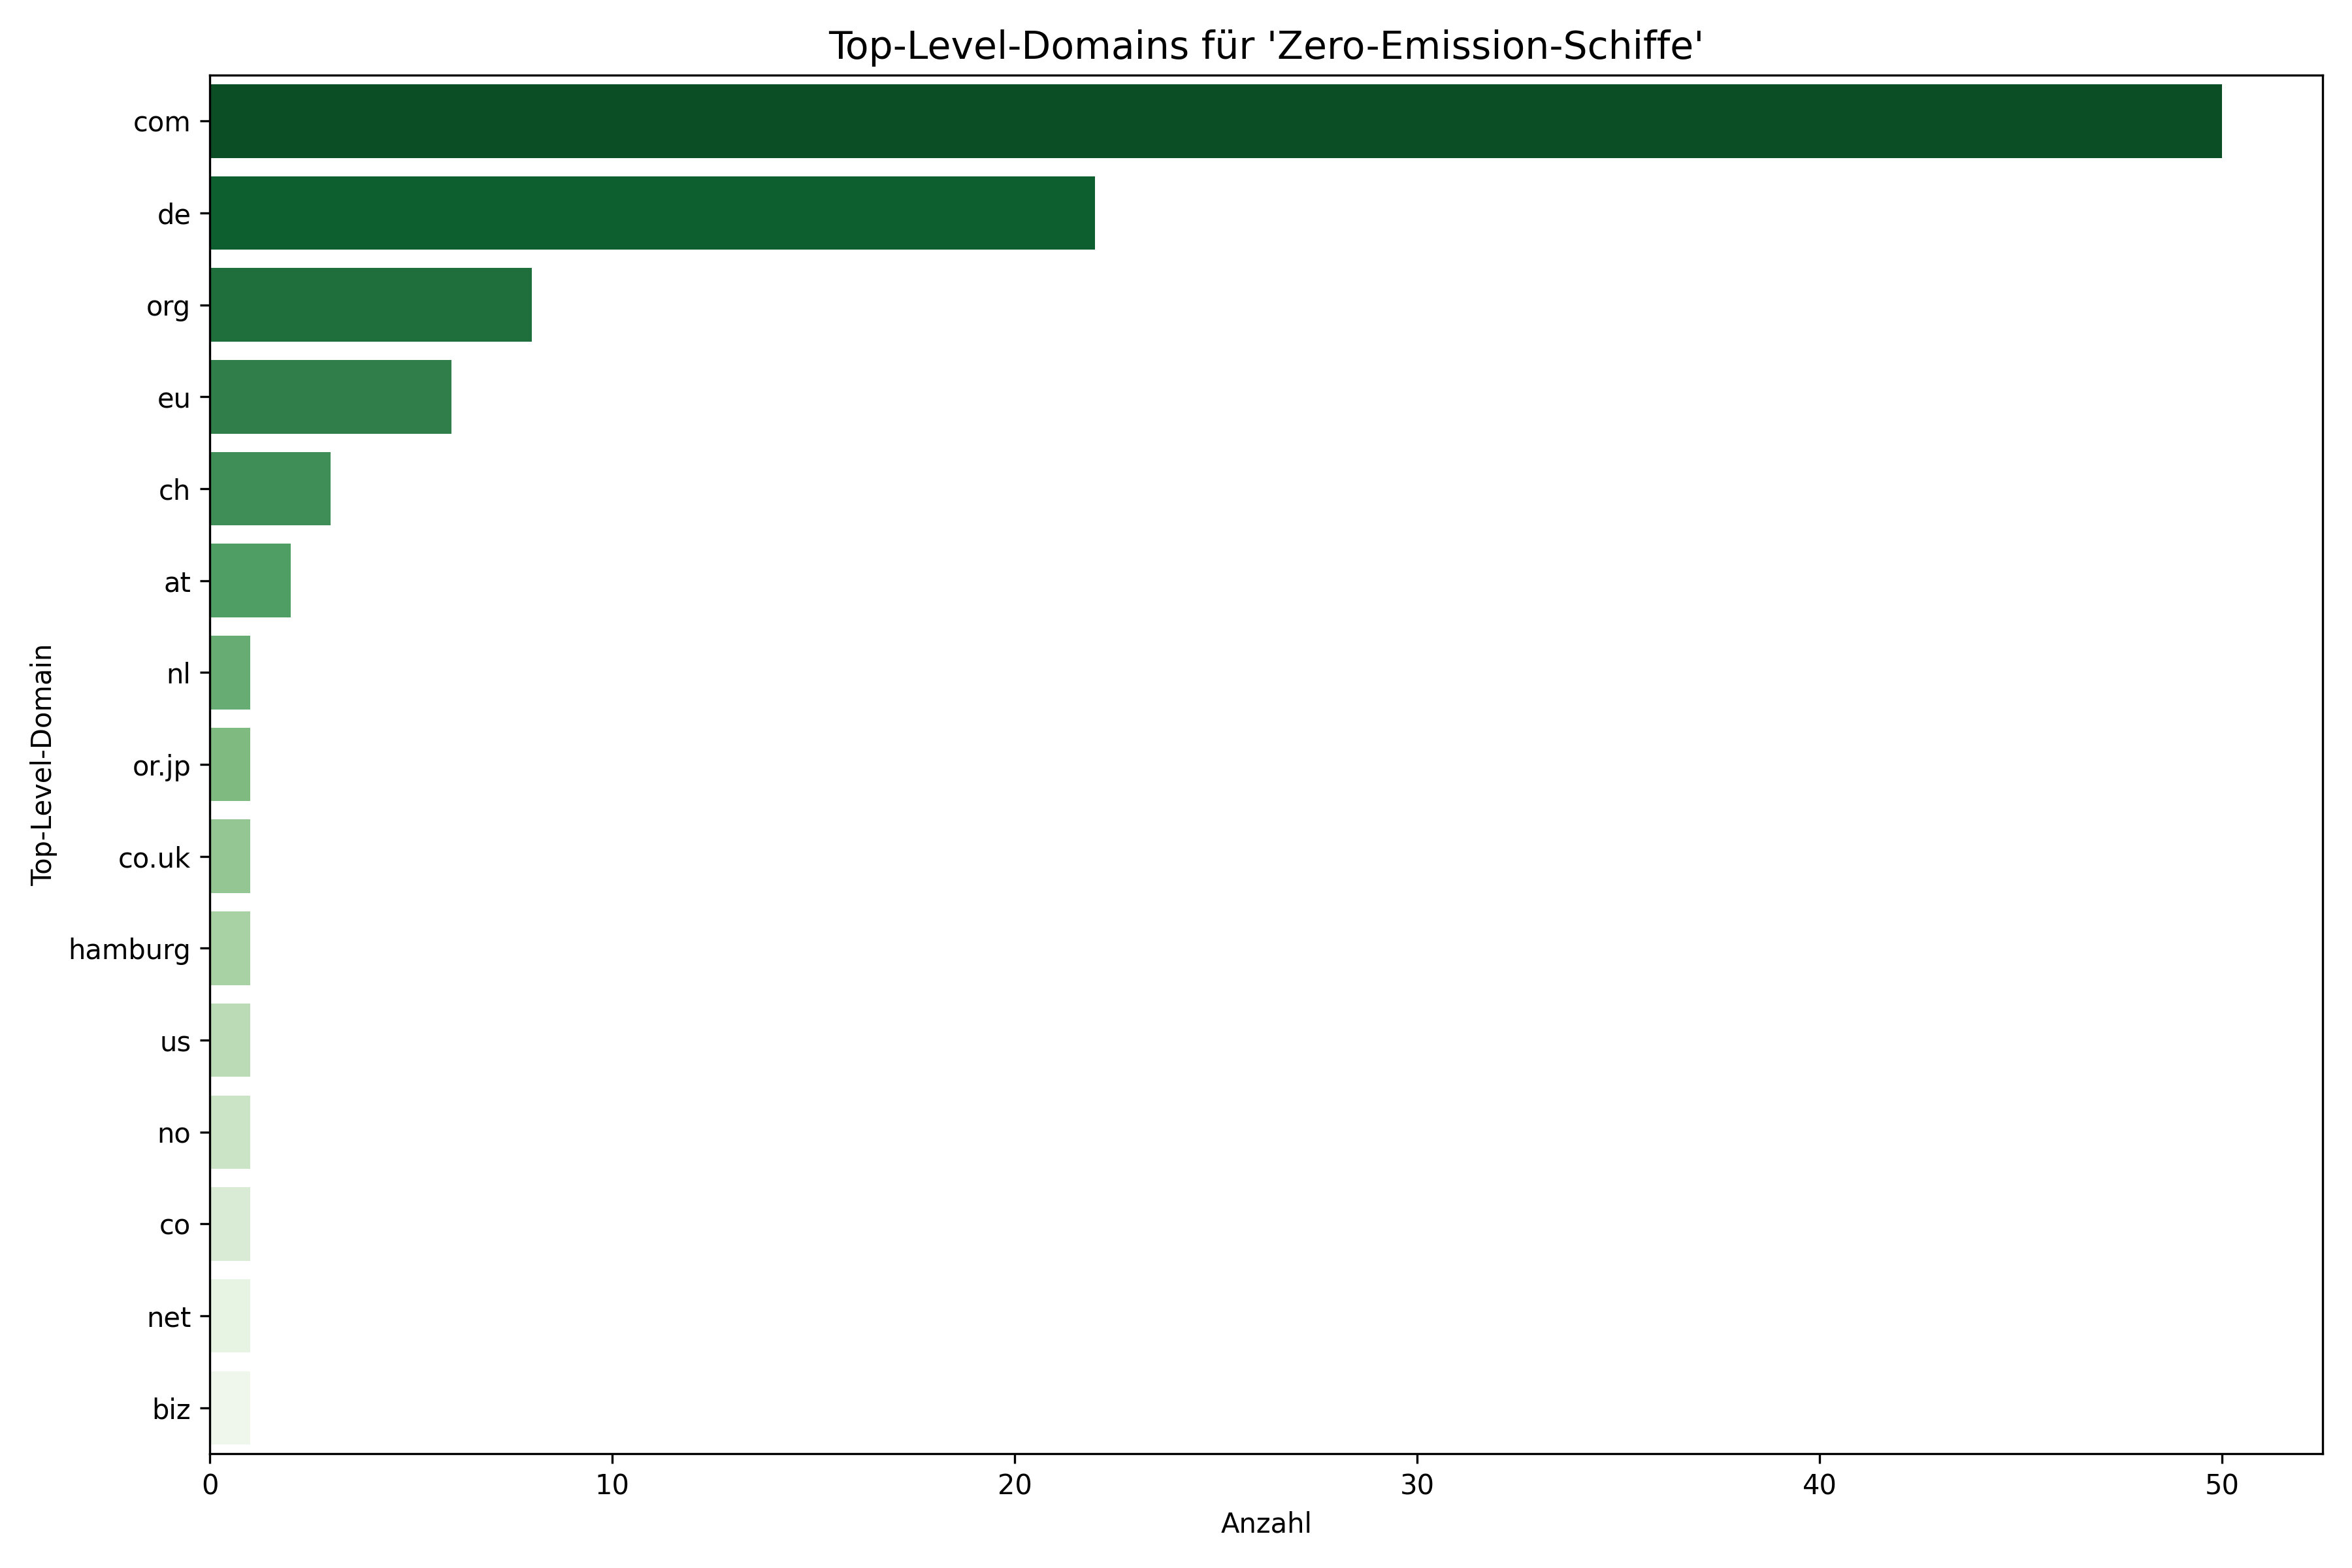 Top-Level-Domains für 'Zero-Emission-Schiffe'
com
de
org
eu
ch
at
nl
or.jp
co.uk
hamburg
us
no
co
net
biz
Top-Level-Domain
0 10 20 30 40 50
Anzahl